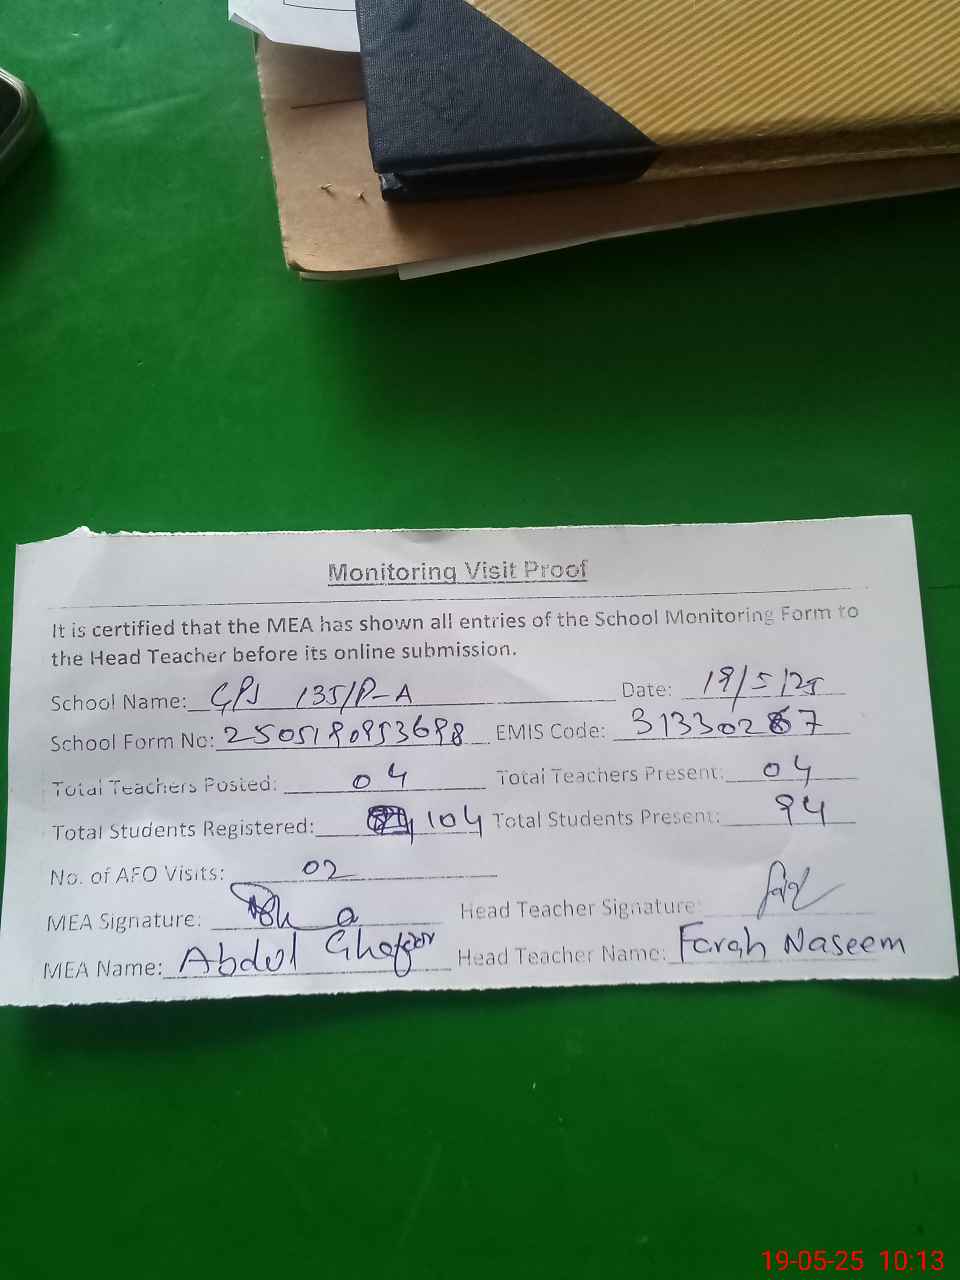 Monitoring Visit Proof
It is certified that the MEA has shown all entries of the School Monitoring Form to
the Head Teacher before its online submission.
School Name: GPS 135/P-A Date: 19/5/25
School Form No: EMIS Code:
Total Teachers Posted: 04 Total Teachers Present: 04
Total Students Registered: 104 Total Students Present: 94
No. of AEO Visits: 02
MEA Signature: Head Teacher Signature:
MEA Name: Abdul Ghafoor Head Teacher Name: Farah Naseem
19-05-25 10:13